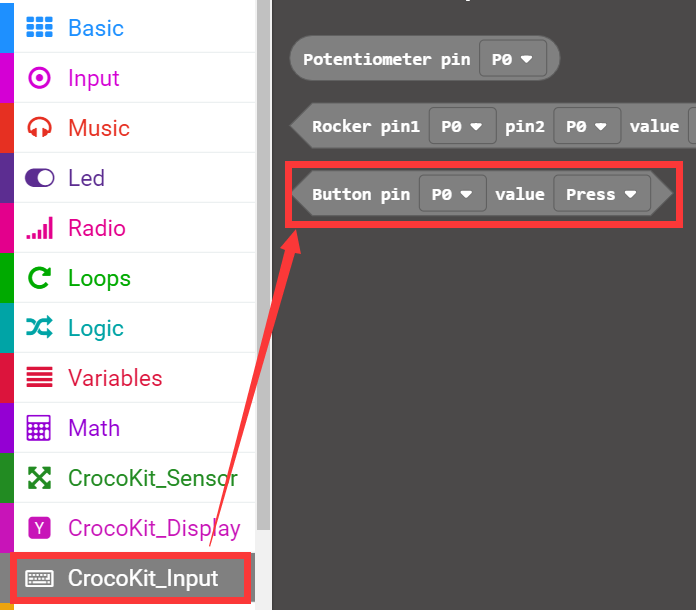 Basic
Input
Music
Led
Radio
Loops
Logic
Variables
Math
CrocoKit_Sensor
Y CrocoKit_Display
CrocoKit_Input
Potentiometer pin P0
Rocker pin1 P0 pin2 P0 value
Button pin P0 value Press